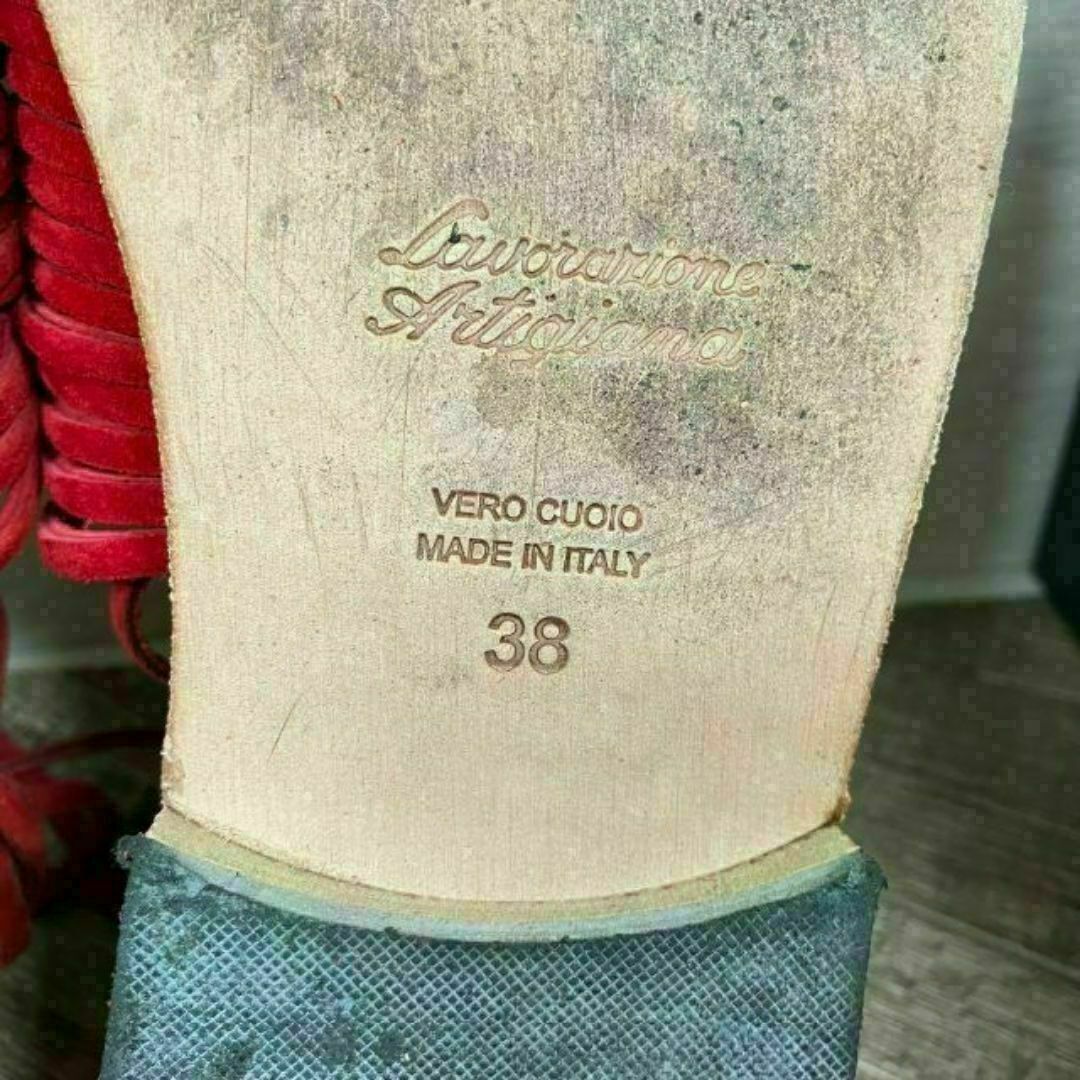 Lavorazione
Artigiana
VERO CUOIO
MADE IN ITALY
38